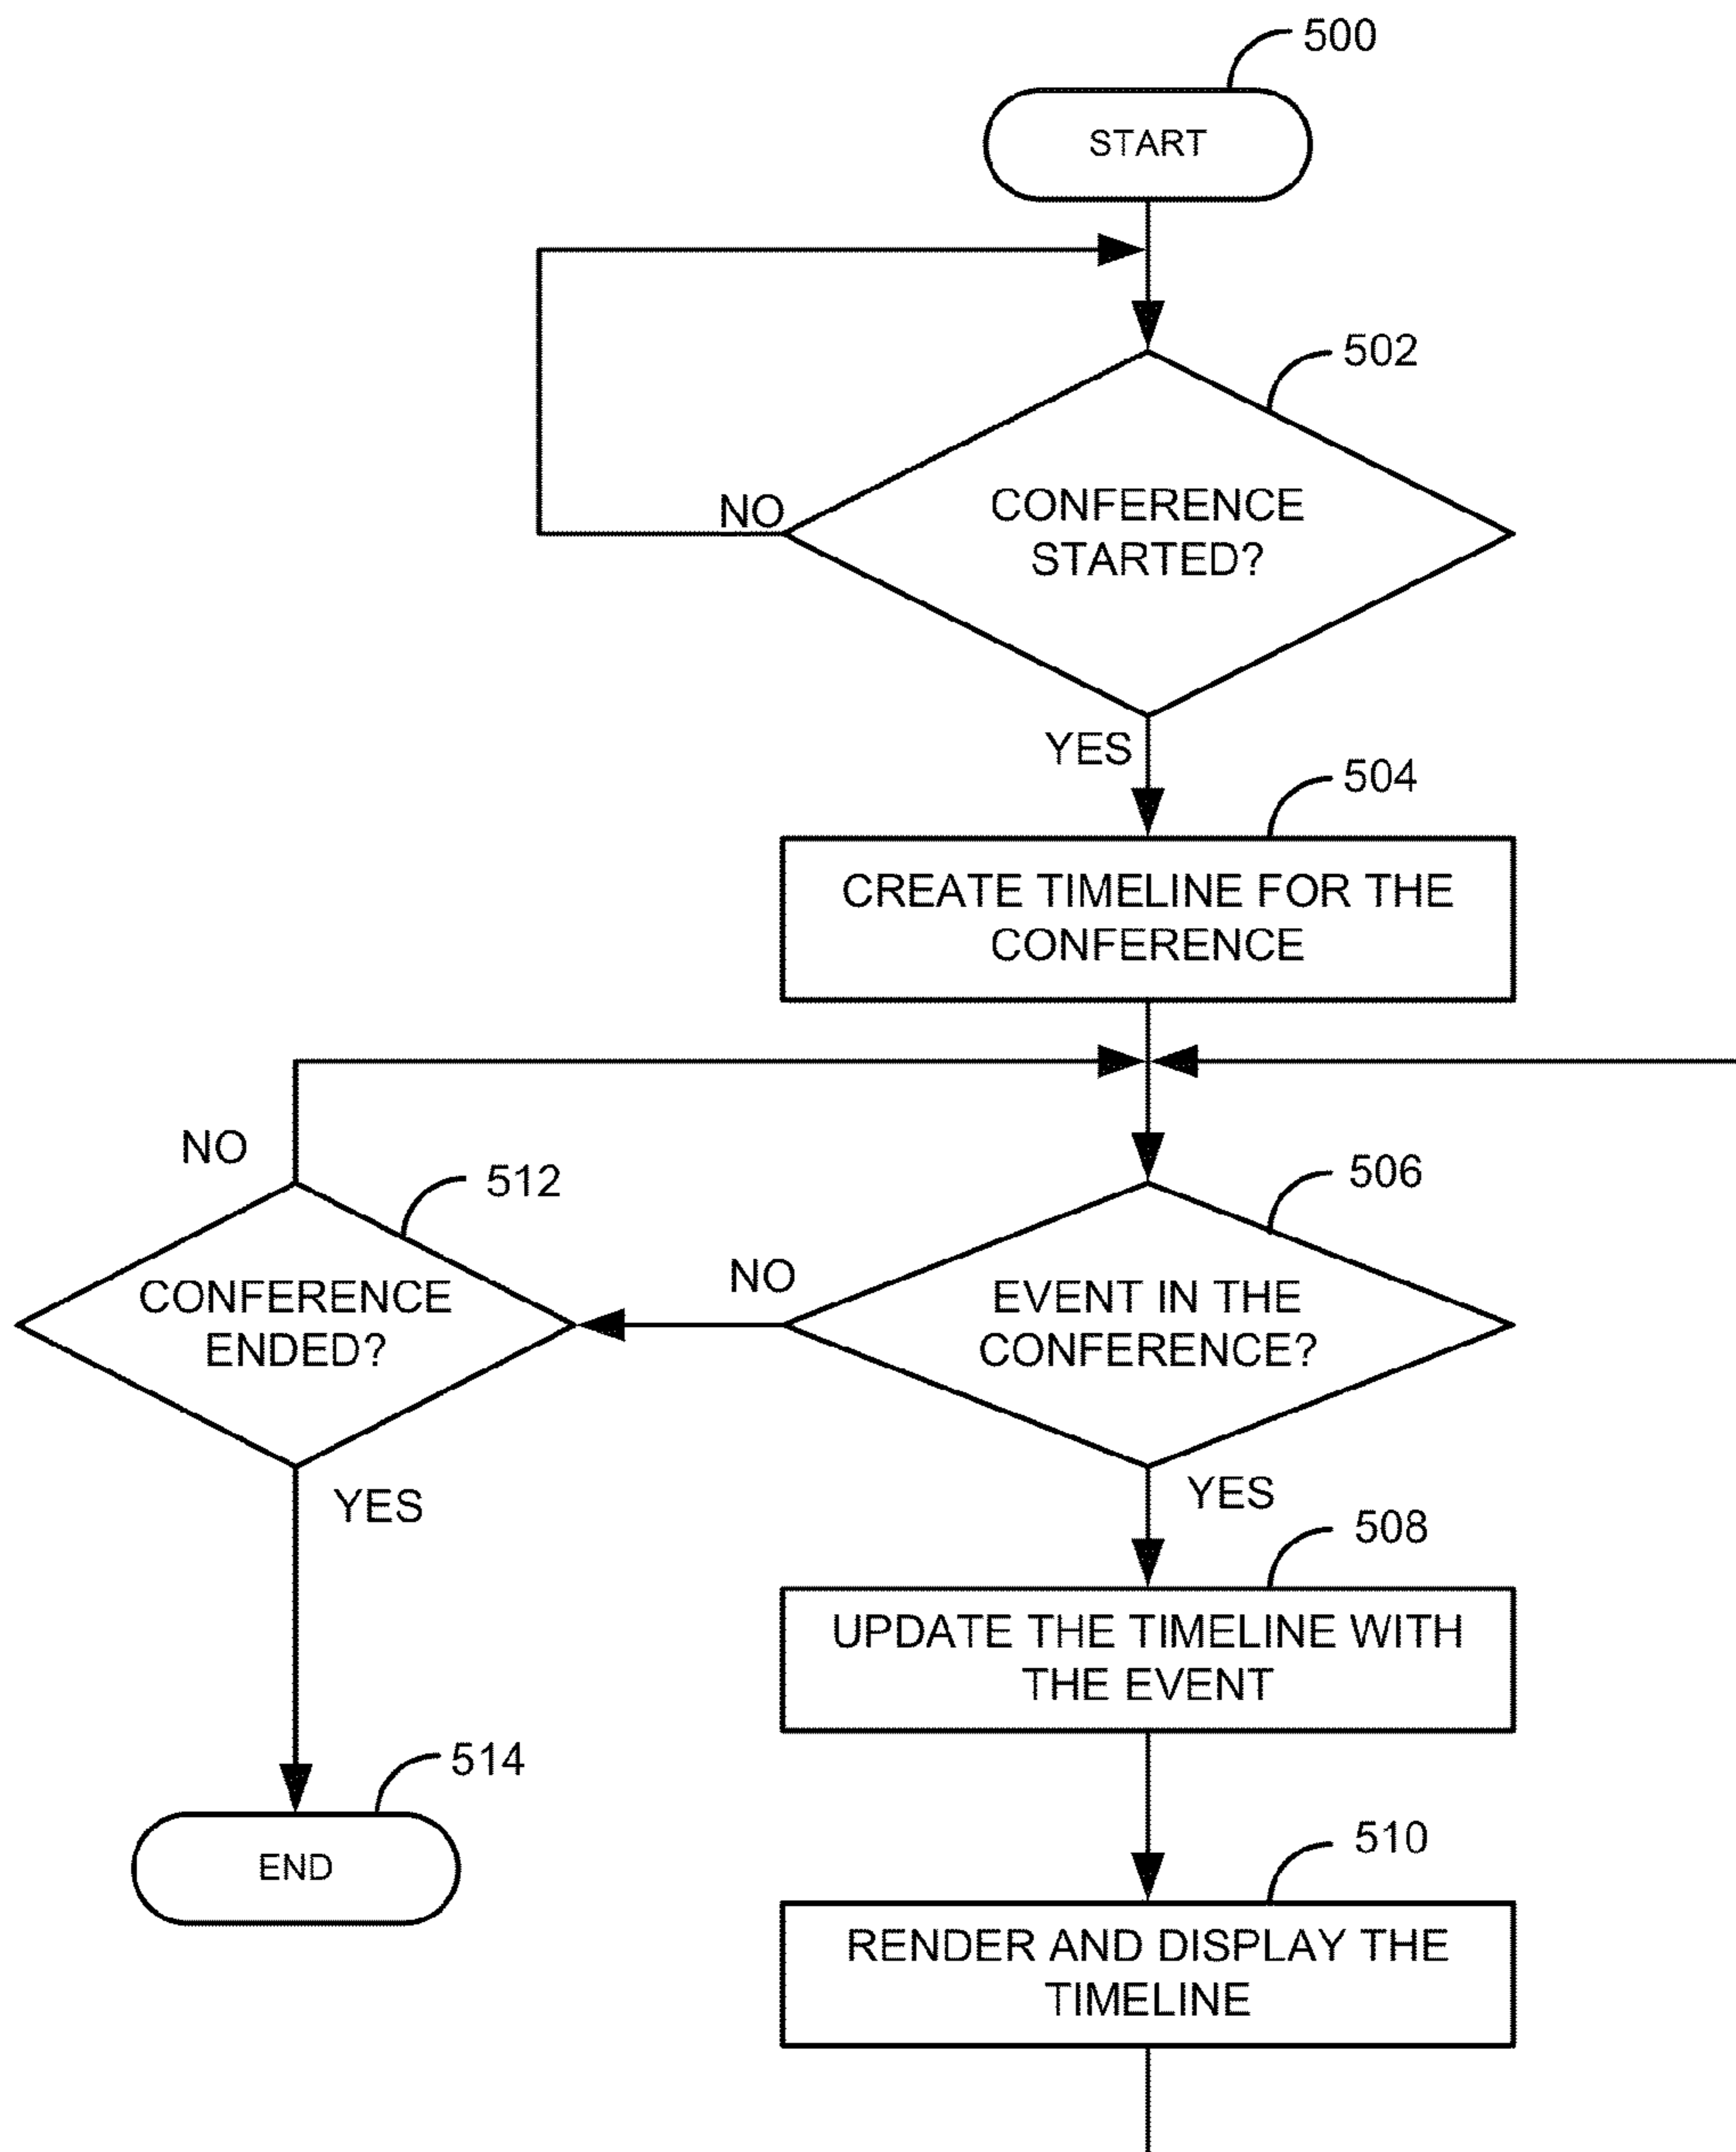 500
START
502
CONFERENCE
STARTED?
NO
YES
504
CREATE TIMELINE FOR THE
CONFERENCE
NO
512
506
CONFERENCE
ENDED?
NO
EVENT IN THE
CONFERENCE?
YES
YES
508
UPDATE THE TIMELINE WITH
THE EVENT
514
END
510
RENDER AND DISPLAY THE
TIMELINE